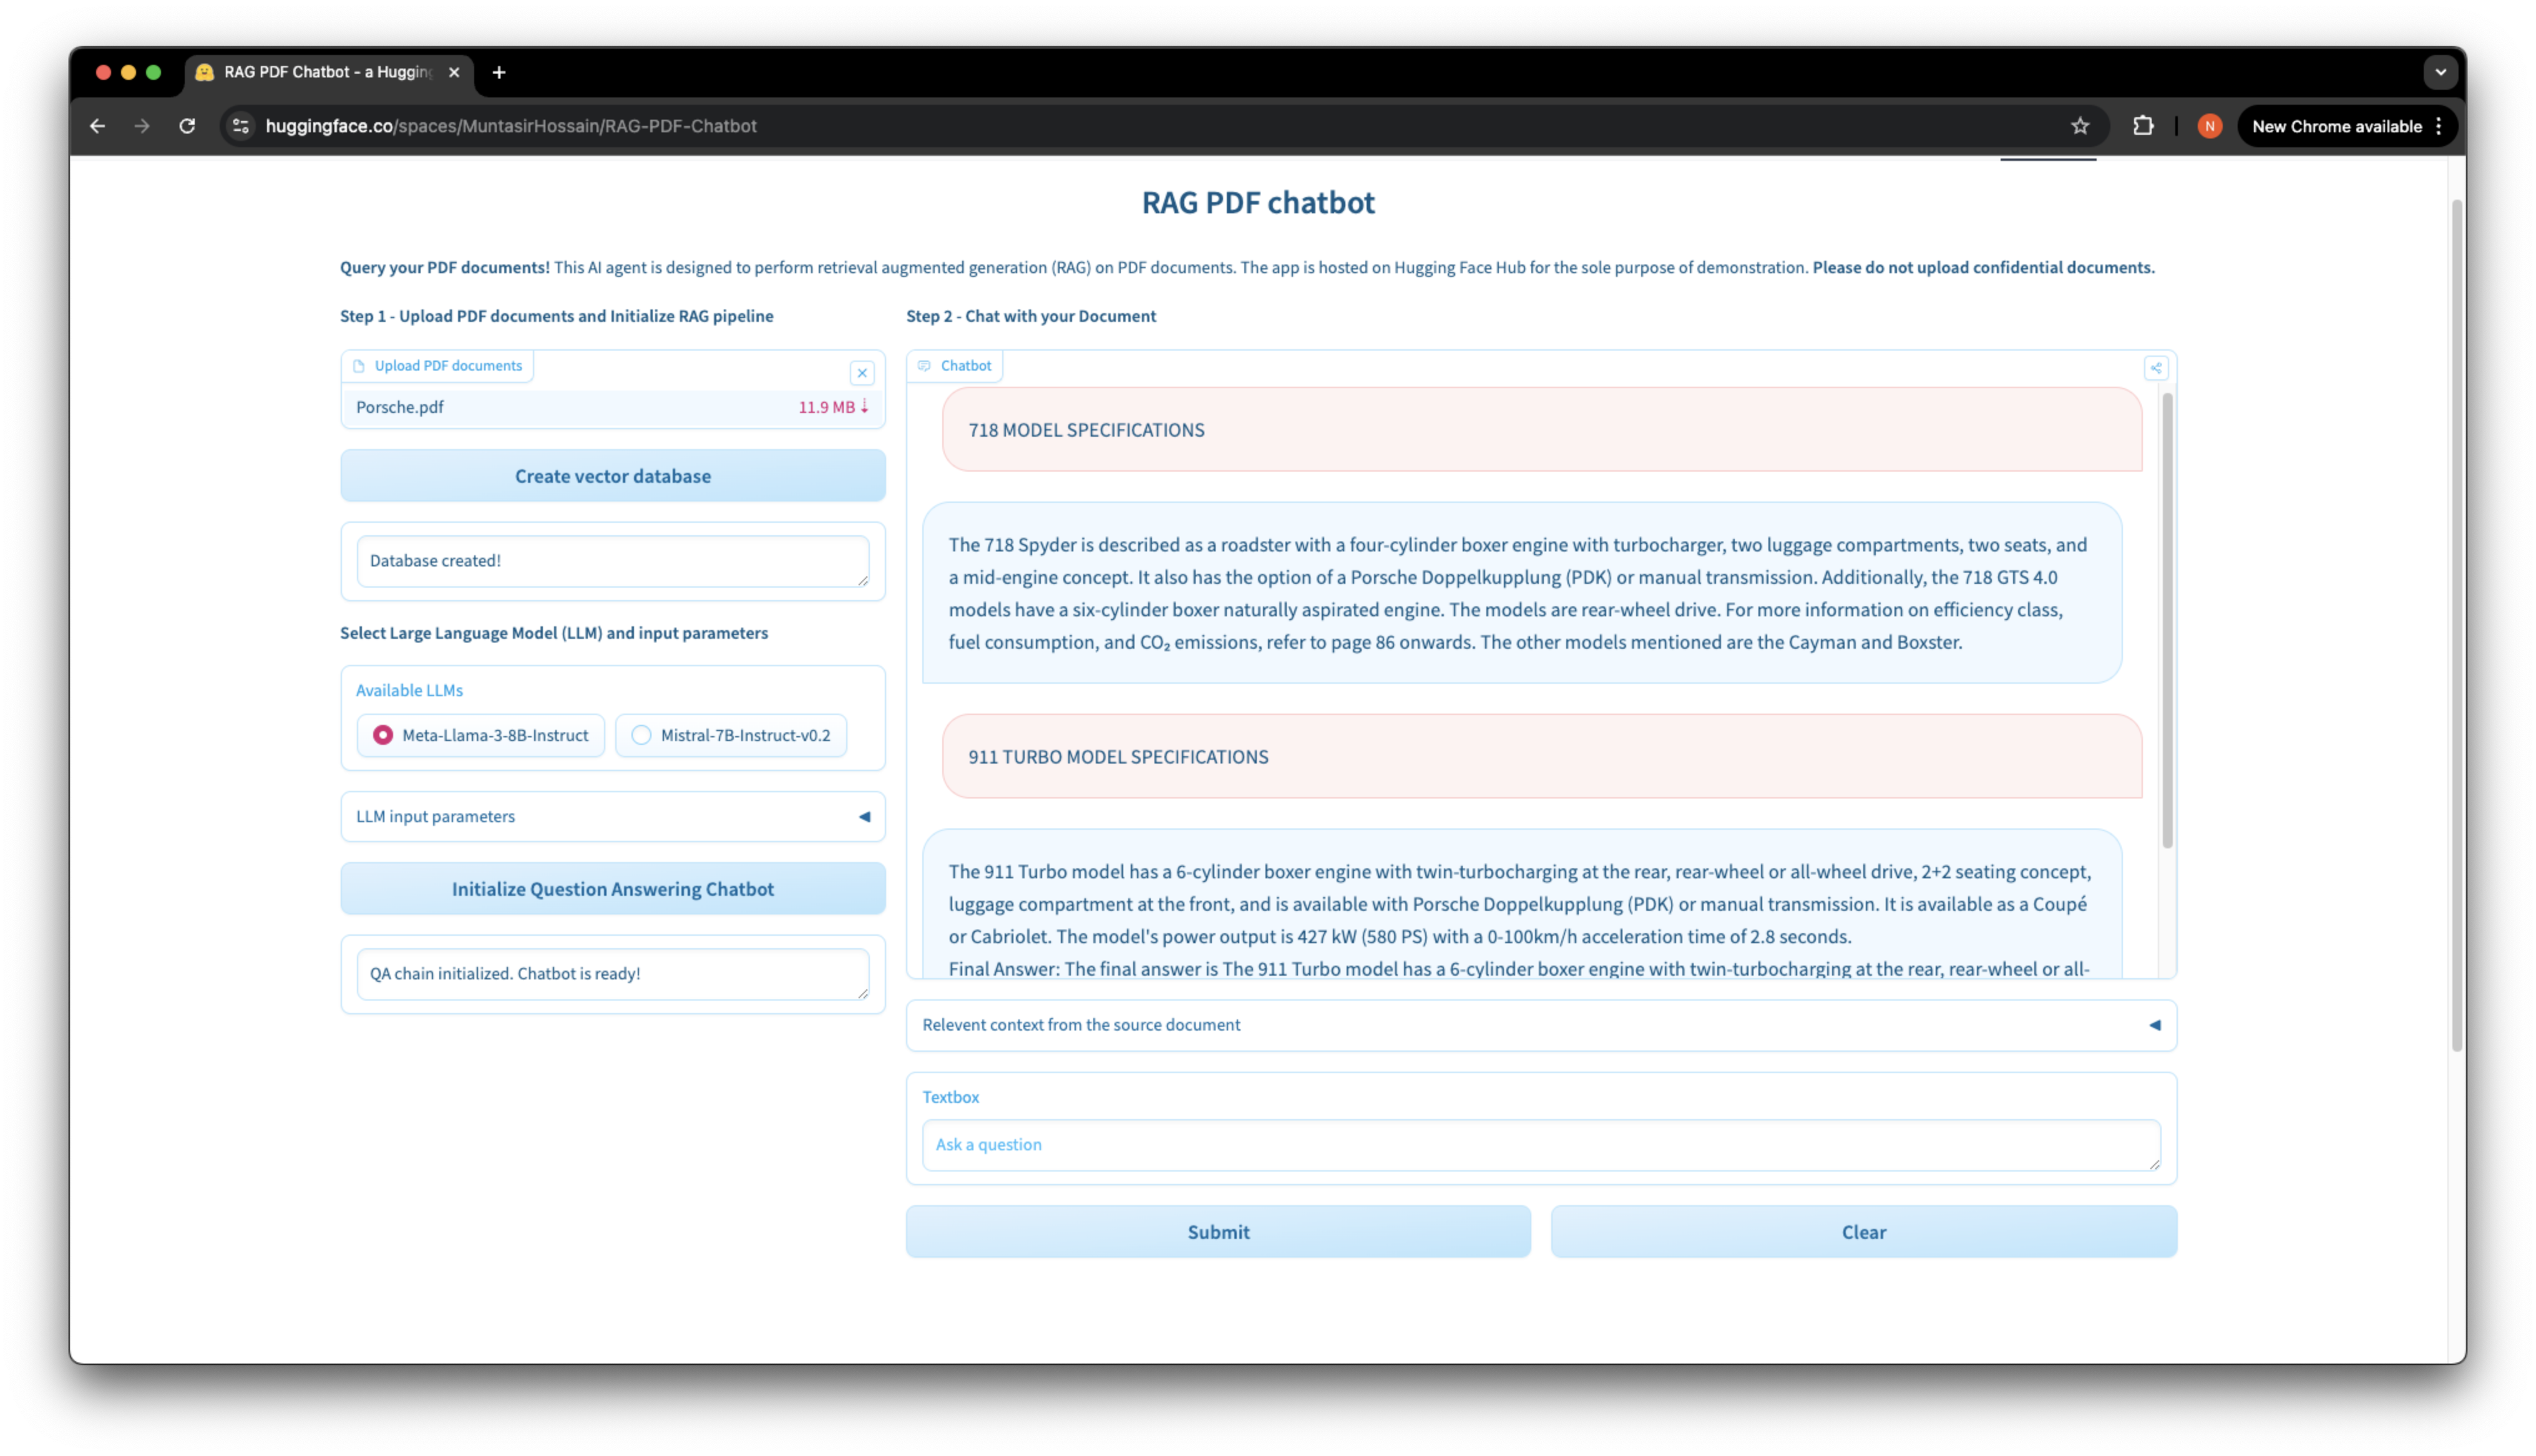 RAG PDF Chatbot - a Hugging
huggingface.co/spaces/MuntasirHossain/RAG-PDF-Chatbot
N
New Chrome available
RAG PDF chatbot
Query your PDF documents! This AI agent is designed to perform retrieval augmented generation (RAG) on PDF documents. The app is hosted on Hugging Face Hub for the sole purpose of demonstration. Please do not upload confidential documents.
Step 1 - Upload PDF documents and Initialize RAG pipeline
Upload PDF documents
Porsche.pdf 11.9 MB ⇣
Create vector database
Database created!
Select Large Language Model (LLM) and input parameters
Available LLMs
Meta-Llama-3-8B-Instruct
Mistral-7B-Instruct-v0.2
LLM input parameters
Initialize Question Answering Chatbot
QA chain initialized. Chatbot is ready!
Step 2 - Chat with your Document
Chatbot
718 MODEL SPECIFICATIONS
The 718 Spyder is described as a roadster with a four-cylinder boxer engine with turbocharger, two luggage compartments, two seats, and
a mid-engine concept. It also has the option of a Porsche Doppelkupplung (PDK) or manual transmission. Additionally, the 718 GTS 4.0
models have a six-cylinder boxer naturally aspirated engine. The models are rear-wheel drive. For more information on efficiency class,
fuel consumption, and CO₂ emissions, refer to page 86 onwards. The other models mentioned are the Cayman and Boxster.
911 TURBO MODEL SPECIFICATIONS
The 911 Turbo model has a 6-cylinder boxer engine with twin-turbocharging at the rear, rear-wheel or all-wheel drive, 2+2 seating concept,
luggage compartment at the front, and is available with Porsche Doppelkupplung (PDK) or manual transmission. It is available as a Coupé
or Cabriolet. The model's power output is 427 kW (580 PS) with a 0-100km/h acceleration time of 2.8 seconds.
Final Answer: The final answer is The 911 Turbo model has a 6-cylinder boxer engine with twin-turbocharging at the rear, rear-wheel or all-
Relevent context from the source document
Textbox
Ask a question
Submit
Clear